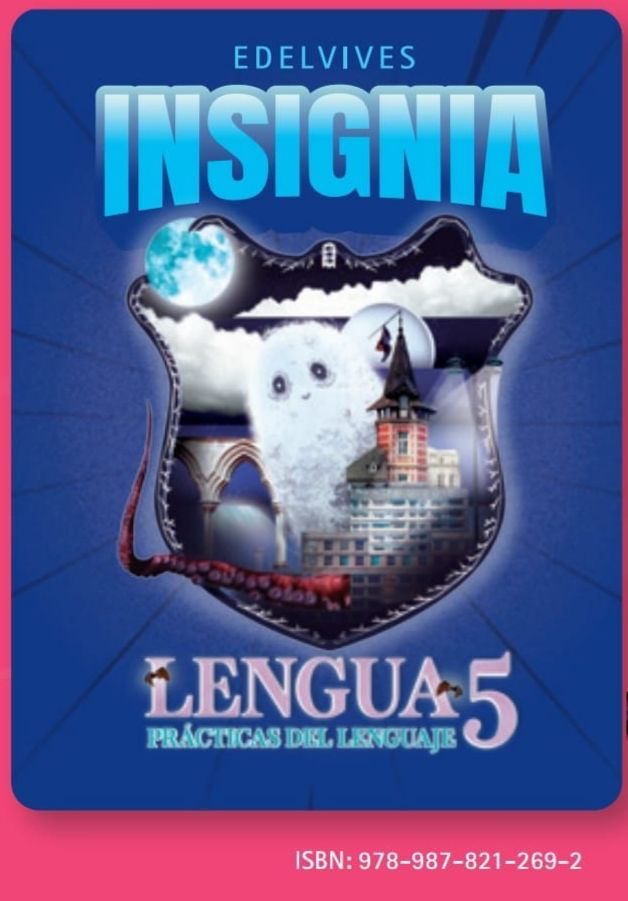 EDELVIVES
INSIGNIA
LENGUA 5
PRÁCTICAS DEL LENGUAJE
ISBN: 978-987-821-269-2